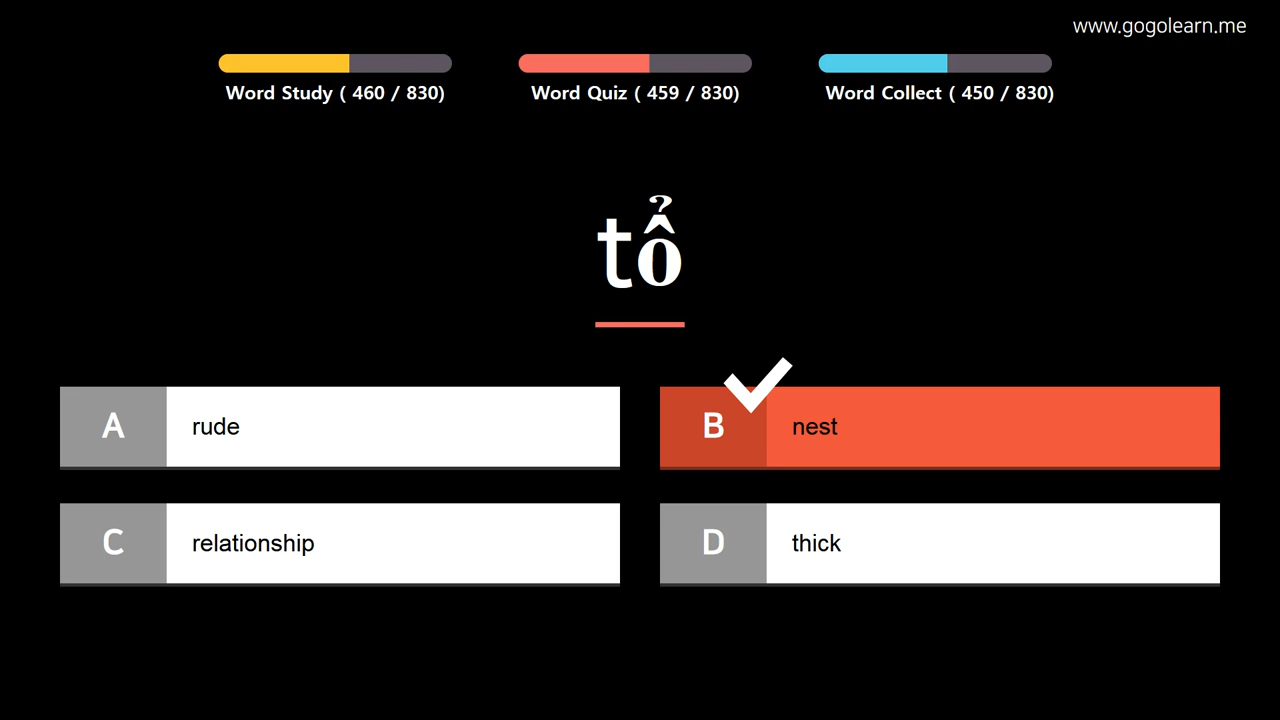 www.gogolearn.me
Word Study ( 460 / 830)
Word Quiz ( 459 / 830)
Word Collect ( 450 / 830)
tổ
A rude
B nest
C relationship
D thick